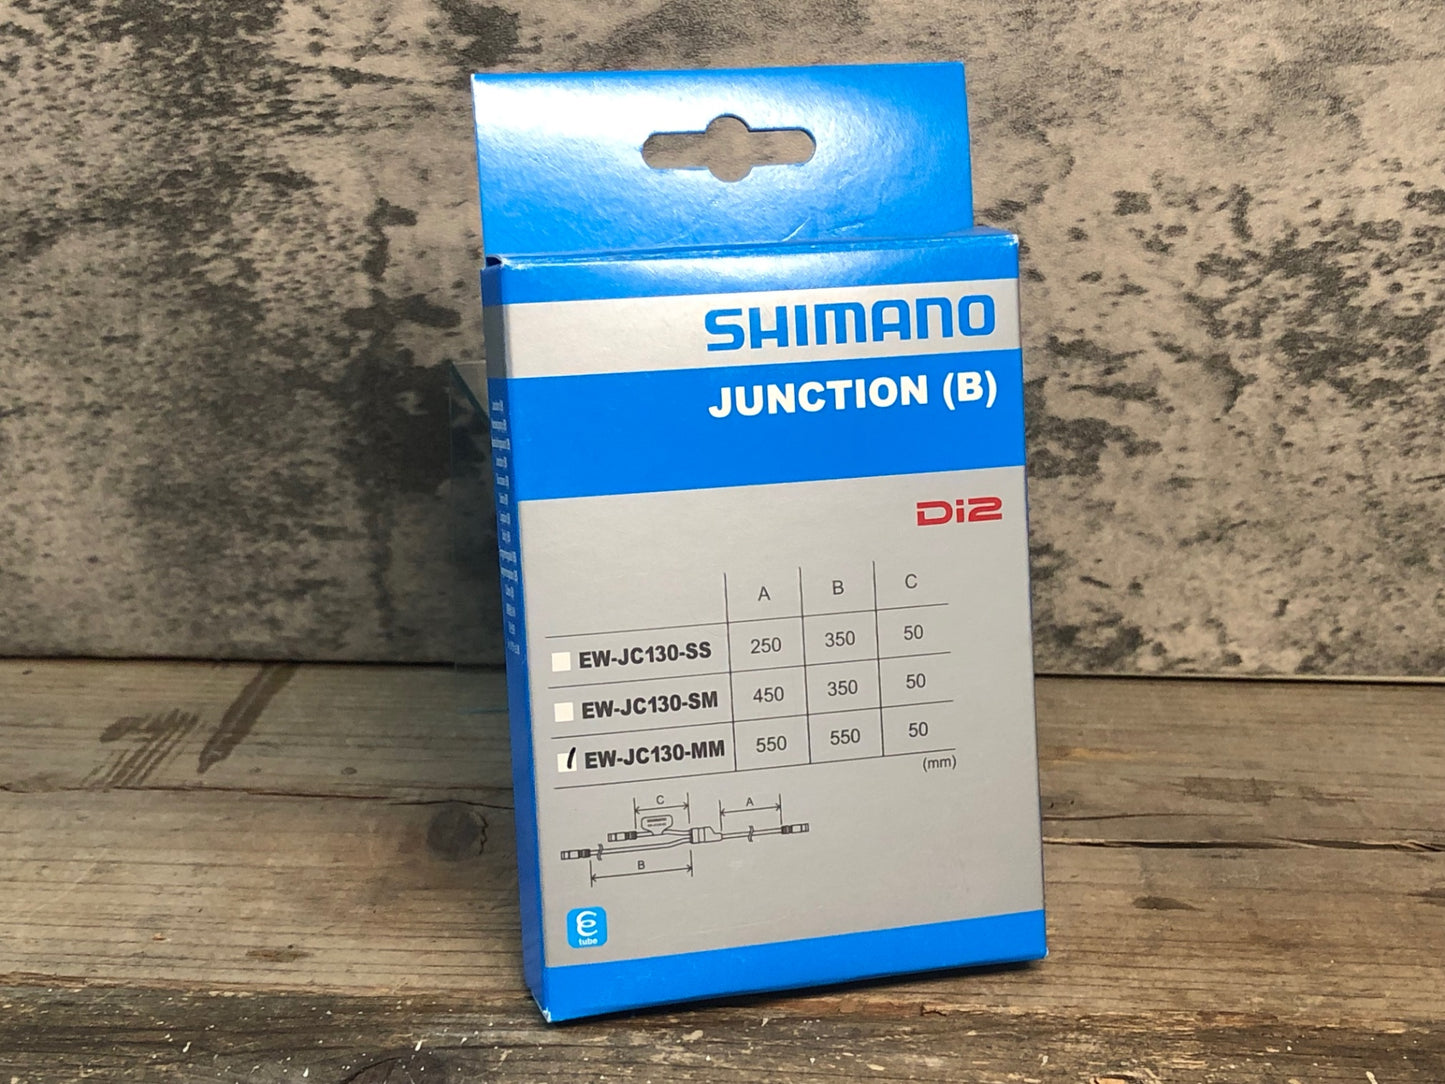 SHIMANO
JUNCTION (B)
Di2
A B C
EW-JC130-SS 250 350 50
EW-JC130-SM 450 350 50
EW-JC130-MM 550 550 50
(mm)
C A
B
tube